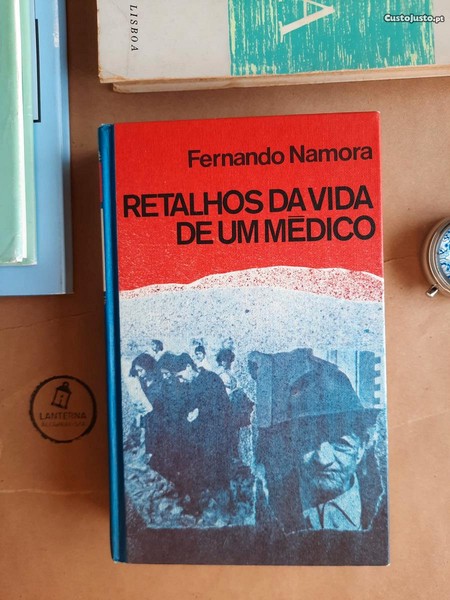 CustoJusto.pt
LISBOA
Fernando Namora
RETALHOS DA VIDA
DE UM MÉDICO
LANTERNA